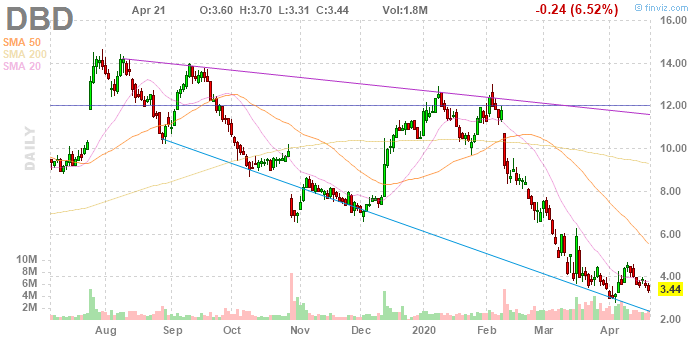 DBD
Apr 21 O:3.60 H:3.70 L:3.31 C:3.44 Vol:1.8M -0.24 (6.52%)
© finviz.com
SMA 50
SMA 200
SMA 20
DAILY
16.00
14.00
12.00
10.00
8.00
6.00
4.00
3.44
2.00
10M
8M
6M
4M
2M
Aug Sep Oct Nov Dec 2020 Feb Mar Apr